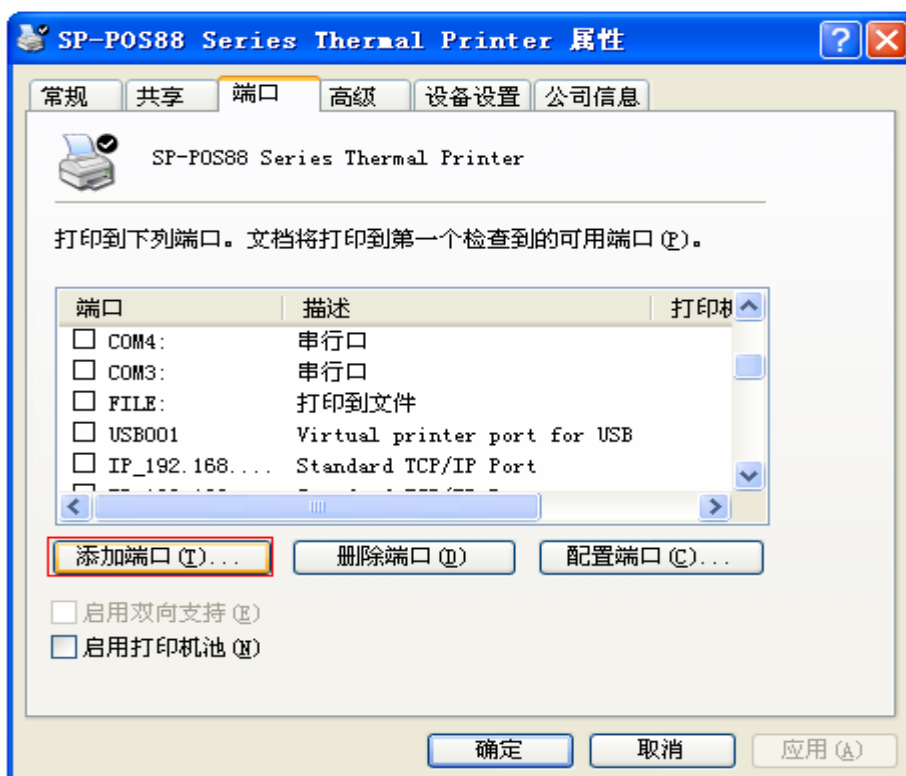 SP-POS88 Series Thermal Printer 属性
常规 共享 端口 高级 设备设置 公司信息
SP-POS88 Series Thermal Printer
打印到下列端口。文档将打印到第一个检查到的可用端口(P)。
端口 描述 打印机
COM4: 串行口
COM3: 串行口
FILE: 打印到文件
USB001 Virtual printer port for USB
IP_192.168.... Standard TCP/IP Port
添加端口(T)... 删除端口(D) 配置端口(C)...
启用双向支持(E)
启用打印机池(N)
确定 取消 应用(A)